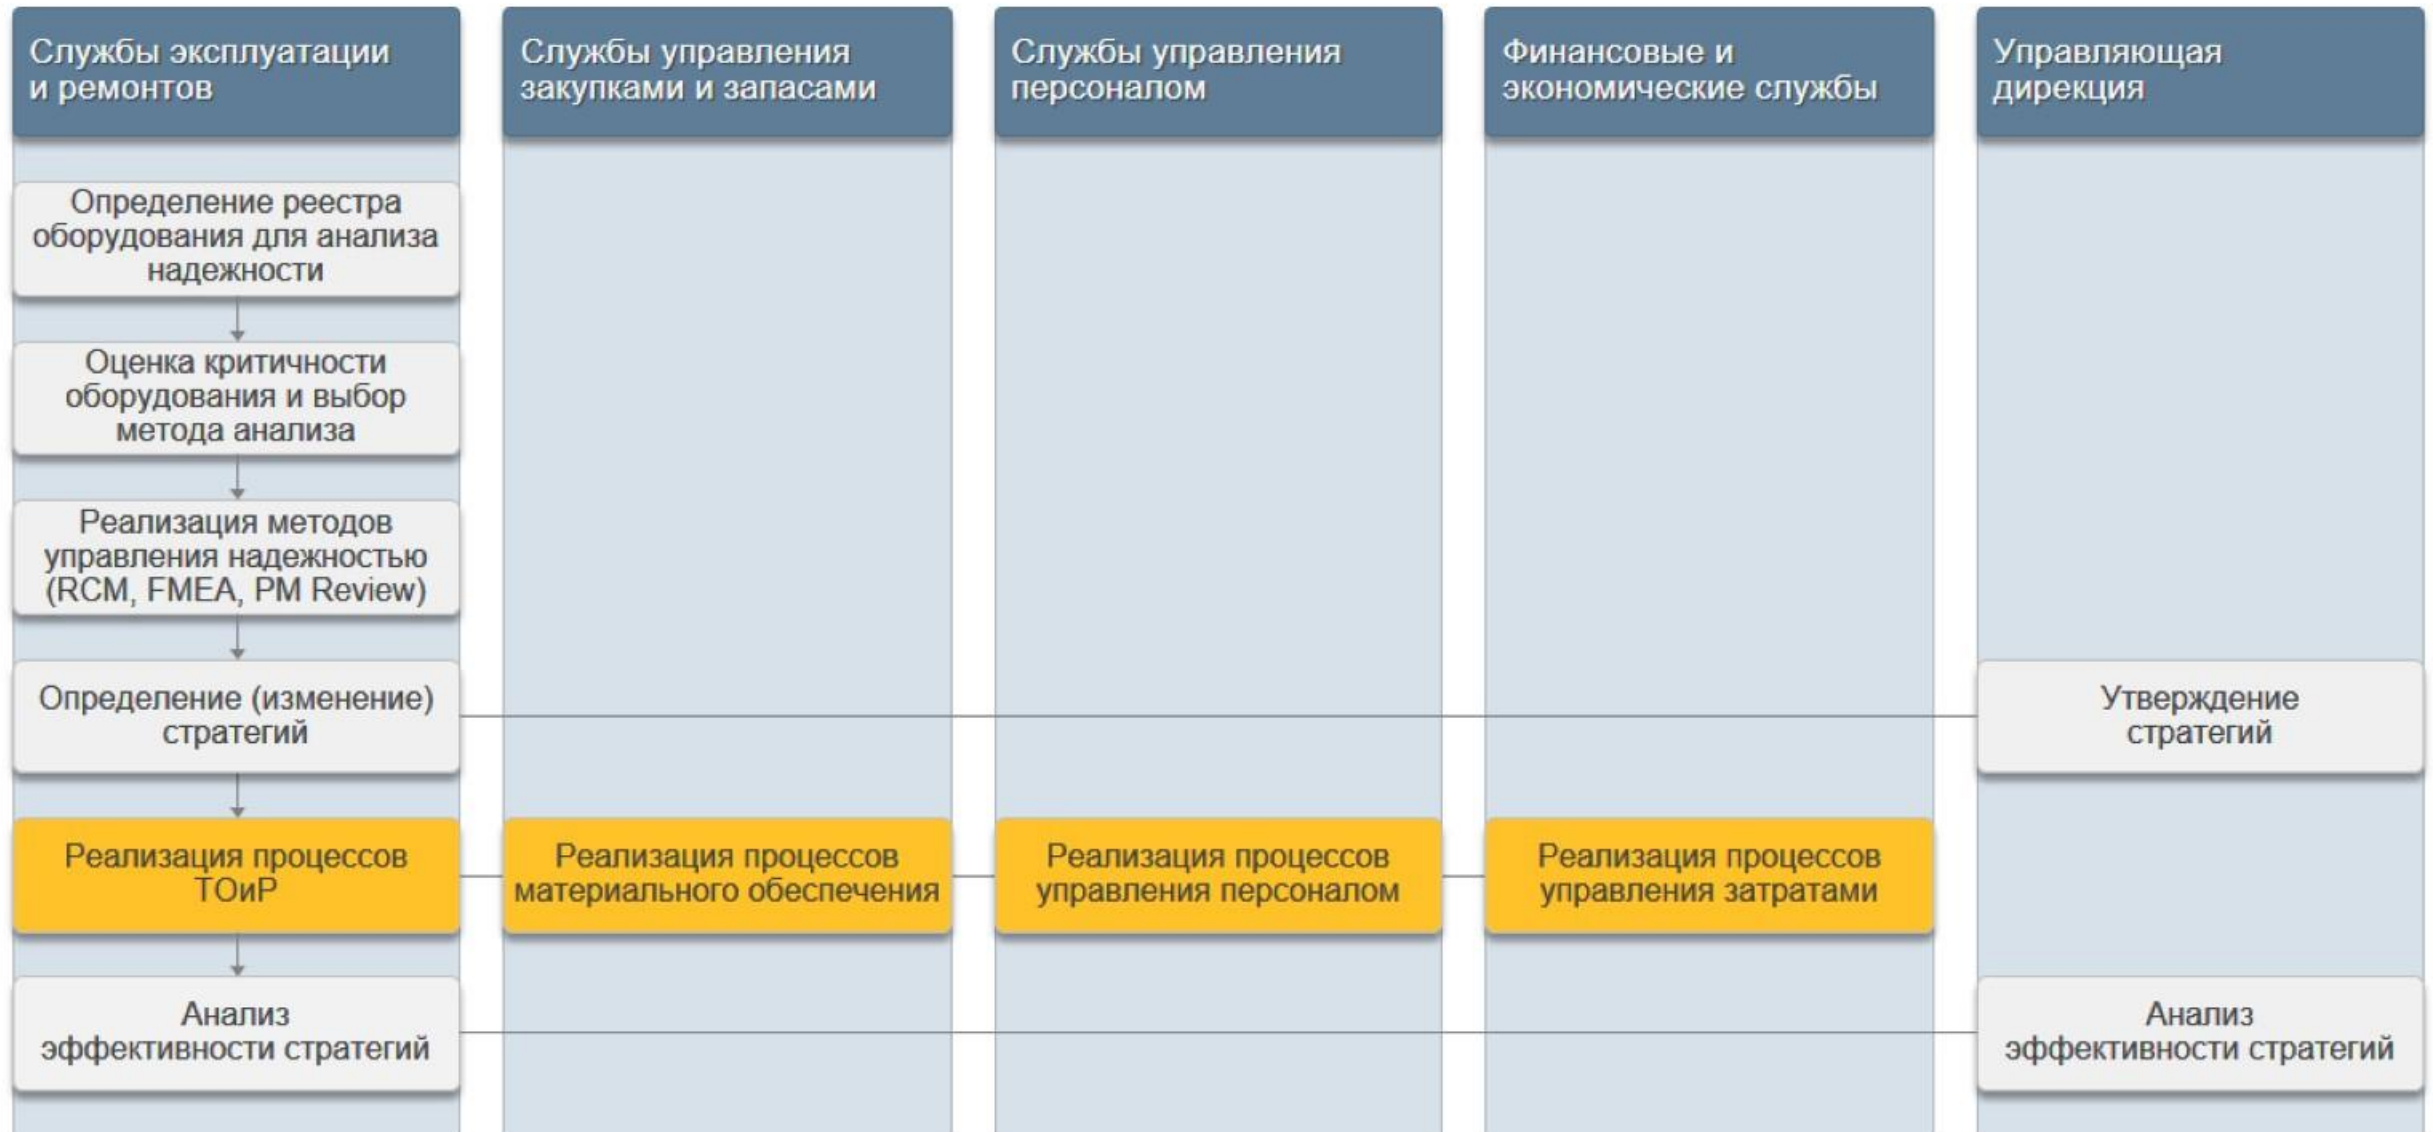 Службы эксплуатации
и ремонтов
Службы управления
закупками и запасами
Службы управления
персоналом
Финансовые и
экономические службы
Управляющая
дирекция
Определение реестра
оборудования для анализа
надежности
Оценка критичности
оборудования и выбор
метода анализа
Реализация методов
управления надежностью
(RCM, FMEA, PM Review)
Определение (изменение)
стратегий
Утверждение
стратегий
Реализация процессов
ТОиР
Реализация процессов
материального обеспечения
Реализация процессов
управления персоналом
Реализация процессов
управления затратами
Анализ
эффективности стратегий
Анализ
эффективности стратегий